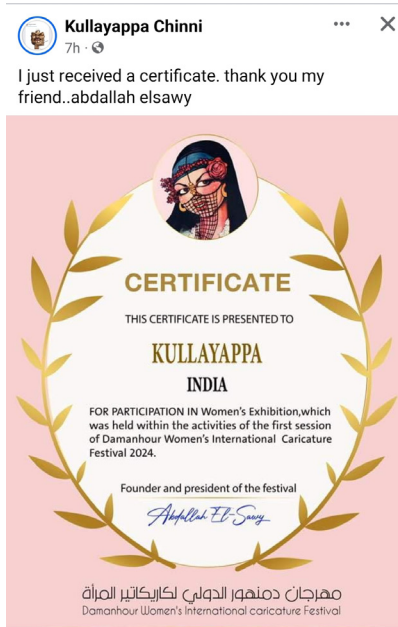 Kullayappa Chinni
7h
I just received a certificate. thank you my
friend..abdallah elsawy
CERTIFICATE
THIS CERTIFICATE IS PRESENTED TO
KULLAYAPPA
INDIA
FOR PARTICIPATION IN Women's Exhibition,which
was held within the activities of the first session
of Damanhour Women's International Caricature
Festival 2024.
Founder and president of the festival
Abdallah El-Sawy
مهرجان دمنهور الدولي لكاريكاتير المرأة
Damanhour Women's International caricature Festival